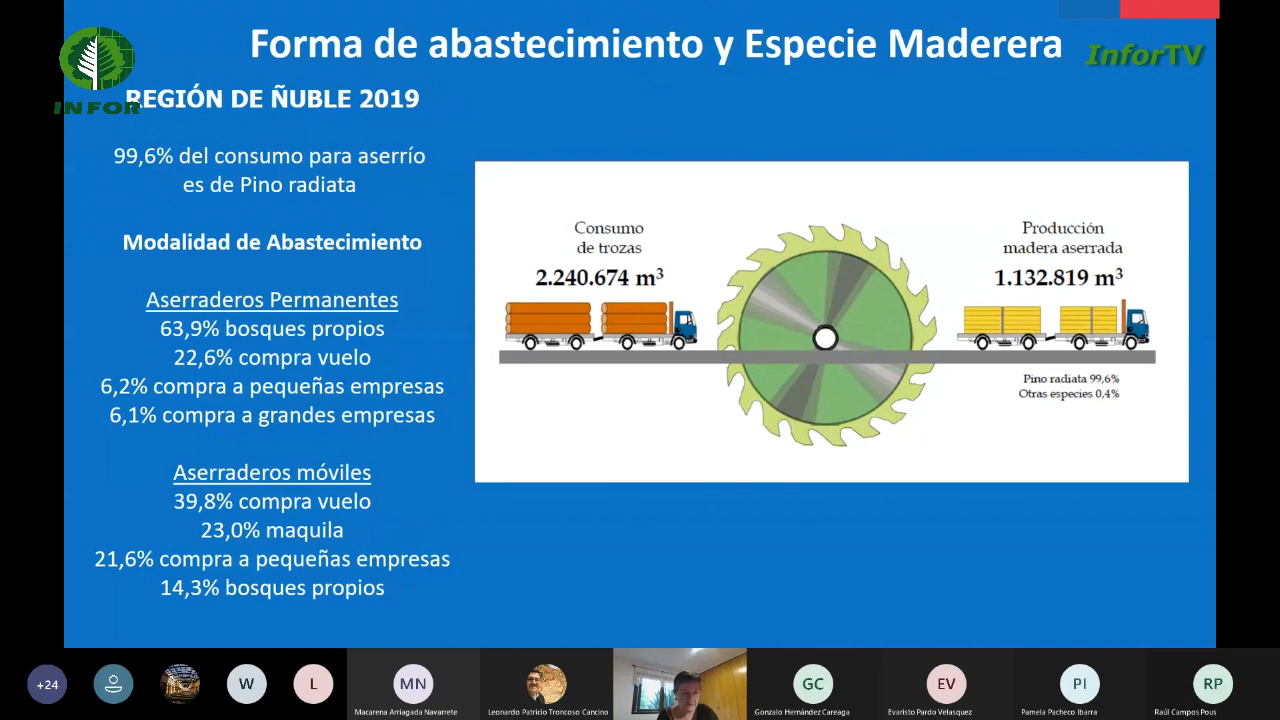 Forma de abastecimiento y Especie Maderera
InforTV
INFOR
REGIÓN DE ÑUBLE 2019
99,6% del consumo para aserrío
es de Pino radiata
Modalidad de Abastecimiento
Aserraderos Permanentes
63,9% bosques propios
22,6% compra vuelo
6,2% compra a pequeñas empresas
6,1% compra a grandes empresas
Aserraderos móviles
39,8% compra vuelo
23,0% maquila
21,6% compra a pequeñas empresas
14,3% bosques propios
Consumo
de trozas
2.240.674 m³
Producción
madera aserrada
1.132.819 m³
Pino radiata 99,6%
Otras especies 0,4%
+24
W
L
MN
Macarena Arriagada Navarrete
Leonardo Patricio Troncoso Cancino
GC
Gonzalo Hernández Careaga
EV
Evaristo Pardo Velasquez
PI
Pamela Pacheco Ibarra
RP
Raúl Campos Pous